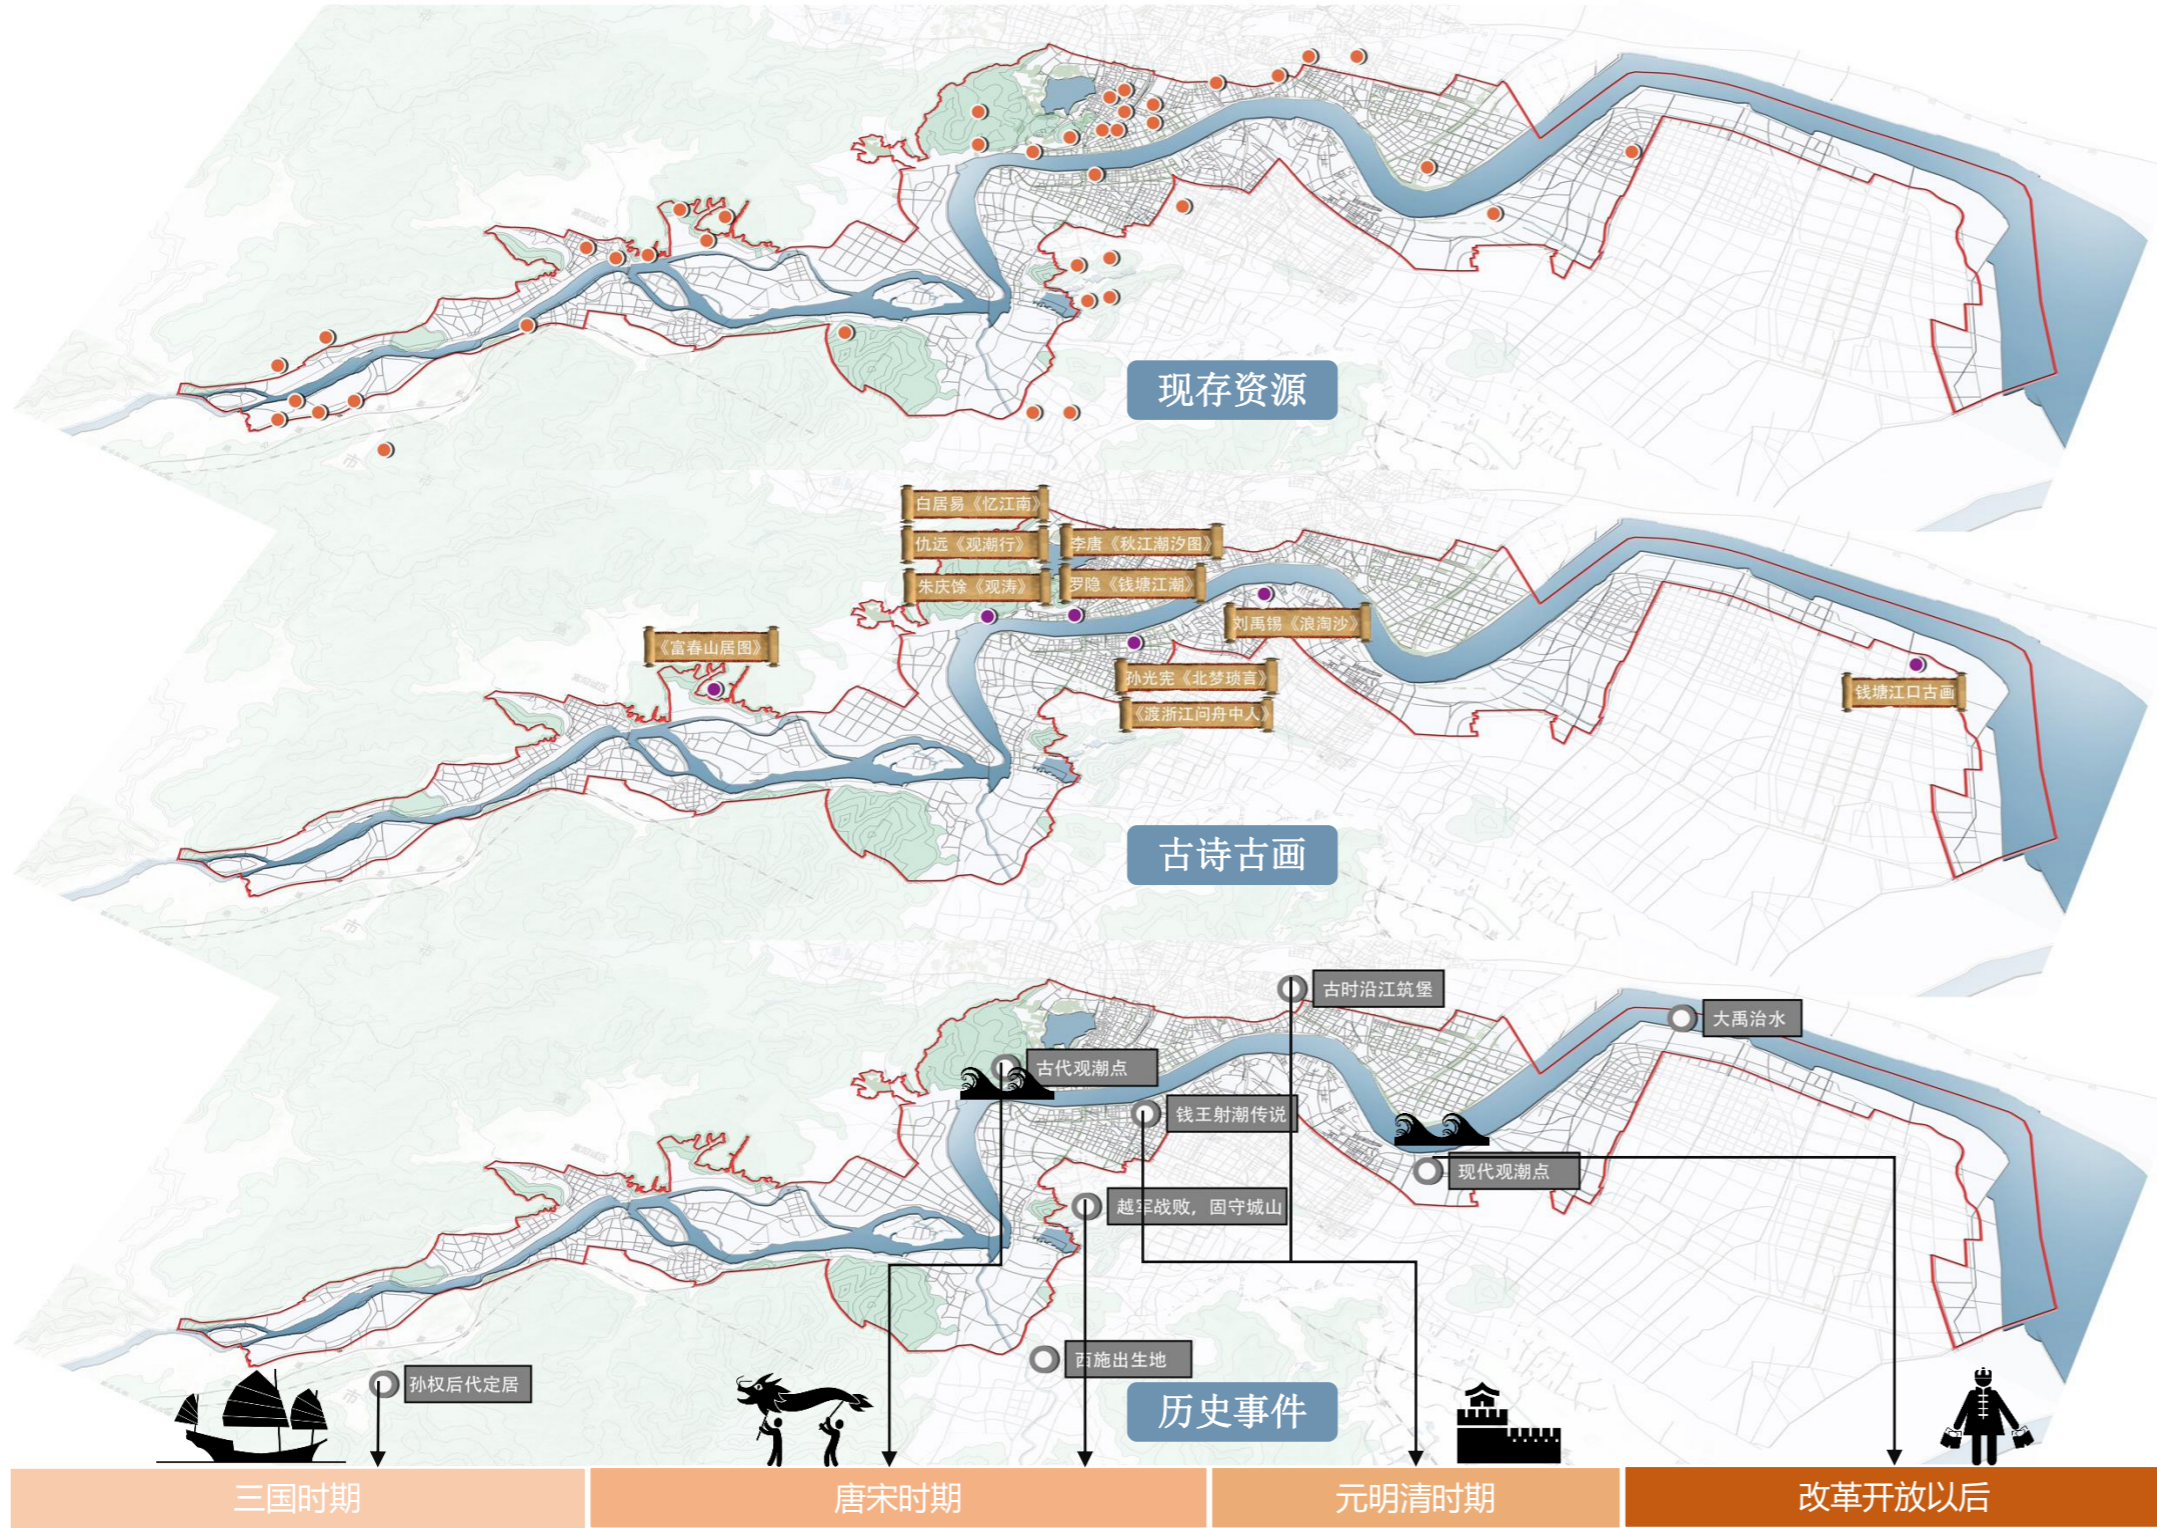 现存资源
市
白居易《忆江南》
仇远《观潮行》
李唐《秋江潮汐图》
朱庆馀《观涛》
罗隐《钱塘江潮》
刘禹锡《浪淘沙》
《富春山居图》
孙光宪《北梦琐言》
《渡浙江问舟中人》
钱塘江口古画
古诗古画
市
古时沿江筑堡
大禹治水
古代观潮点
钱王射潮传说
现代观潮点
越军战败，固守城山
西施出生地
孙权后代定居
历史事件
市
三国时期
唐宋时期
元明清时期
改革开放以后